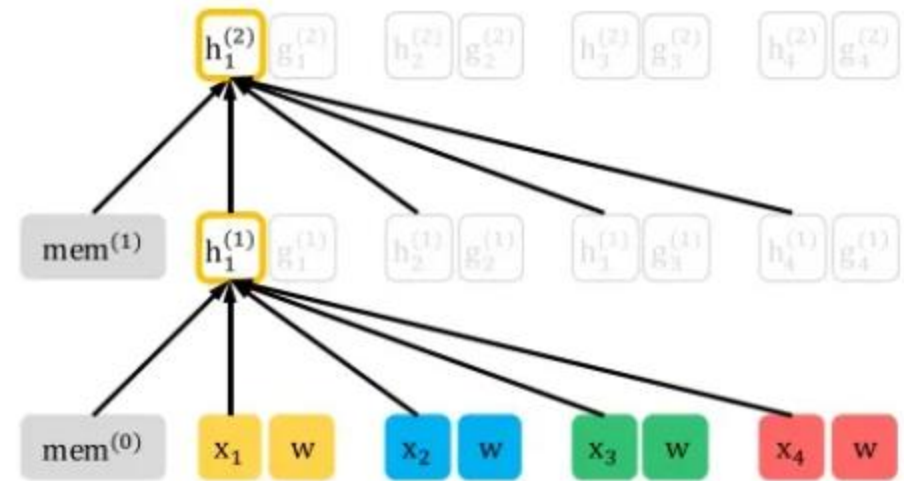 h₁⁽²⁾ g₁⁽²⁾ h₂⁽²⁾ g₂⁽²⁾ h₃⁽²⁾ g₃⁽²⁾ h₄⁽²⁾ g₄⁽²⁾
mem⁽¹⁾ h₁⁽¹⁾ g₁⁽¹⁾ h₂⁽¹⁾ g₂⁽¹⁾ h₃⁽¹⁾ g₃⁽¹⁾ h₄⁽¹⁾ g₄⁽¹⁾
mem⁽⁰⁾ x₁ w x₂ w x₃ w x₄ w